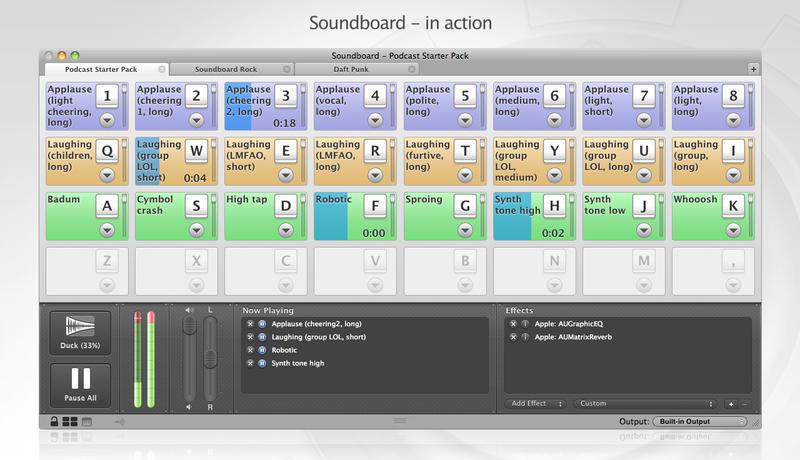 Soundboard – in action
Soundboard – Podcast Starter Pack
Podcast Starter Pack
Soundboard Rock
Daft Punk
+
Applause (light cheering, long) 1
Applause (cheering 1, long) 2
Applause (cheering 2, long) 3 0:18
Applause (vocal, long) 4
Applause (polite, long) 5
Applause (medium, long) 6
Applause (light, short) 7
Applause (light, long) 8
Laughing (children, long) Q
Laughing (group LOL, short) W 0:04
Laughing (LMFAO, short) E
Laughing (LMFAO, long) R
Laughing (furtive, long) T
Laughing (group LOL, medium) Y
Laughing (group LOL, long) U
Laughing (group, long) I
Badum A
Cymbol crash S
High tap D
Robotic F 0:00
Sproing G
Synth tone high H 0:02
Synth tone low J
Whooosh K
Z X C V B N M ,
Duck (33%)
Pause All
L
R
Now Playing
Applause (cheering2, long)
Laughing (group LOL, short)
Robotic
Synth tone high
Effects
Apple: AUGraphicEQ
Apple: AUMatrixReverb
Add Effect
Custom
+ −
Output: Built-in Output